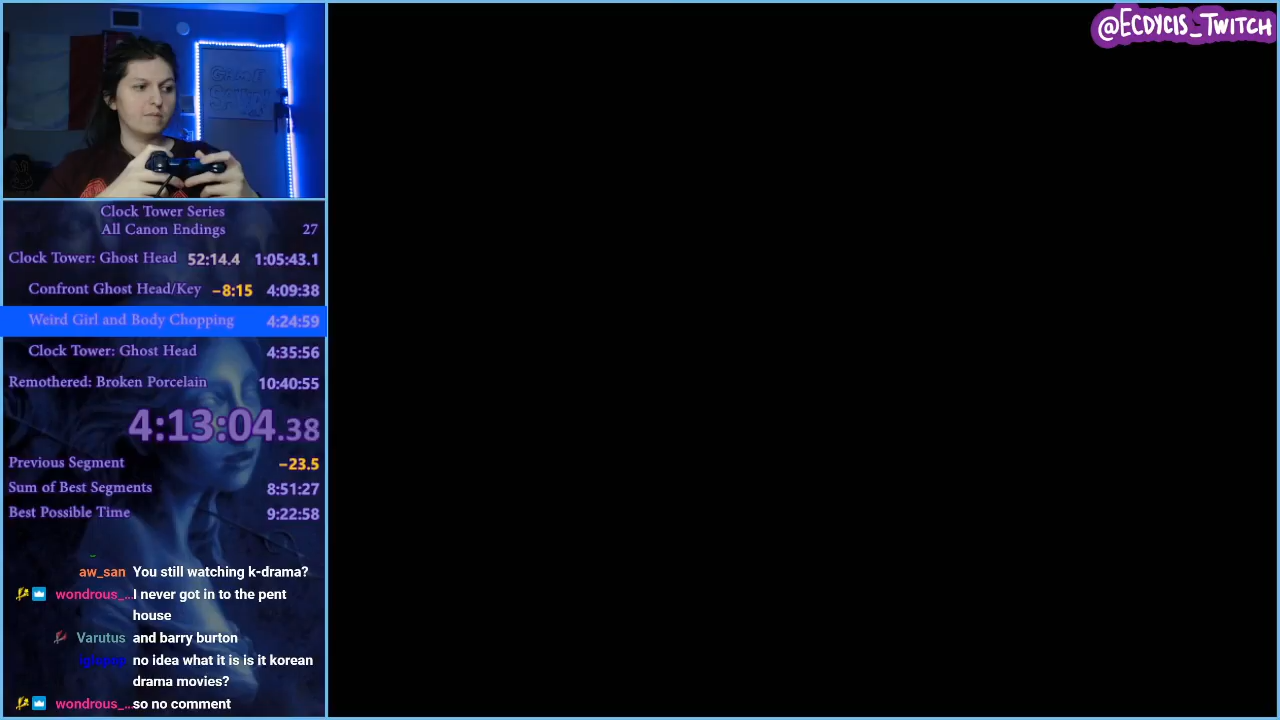 @ECDYCIS_TWITCH
GAME
Clock Tower Series
All Canon Endings 27
Clock Tower: Ghost Head 52:14.4 1:05:43.1
Confront Ghost Head/Key −8:15 4:09:38
Weird Girl and Body Chopping 4:24:59
Clock Tower: Ghost Head 4:35:56
Remothered: Broken Porcelain 10:40:55
4:13:04.38
Previous Segment −23.5
Sum of Best Segments 8:51:27
Best Possible Time 9:22:58
aw_san You still watching k-drama?
wondrous_... I never got in to the pent
house
Varutus and barry burton
no idea what it is is it korean
drama movies?
wondrous_... so no comment